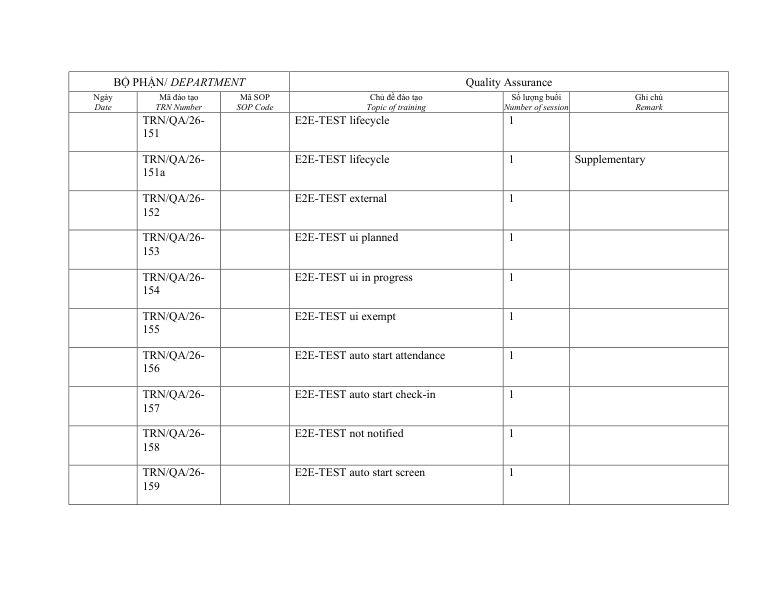 BỘ PHẬN/ DEPARTMENT Quality Assurance
Ngày Mã đào tạo Mã SOP Chủ đề đào tạo Số lượng buổi Ghi chú
Date TRN Number SOP Code Topic of training Number of session Remark
TRN/QA/26- E2E-TEST lifecycle 1
151
TRN/QA/26- E2E-TEST lifecycle 1 Supplementary
151a
TRN/QA/26- E2E-TEST external 1
152
TRN/QA/26- E2E-TEST ui planned 1
153
TRN/QA/26- E2E-TEST ui in progress 1
154
TRN/QA/26- E2E-TEST ui exempt 1
155
TRN/QA/26- E2E-TEST auto start attendance 1
156
TRN/QA/26- E2E-TEST auto start check-in 1
157
TRN/QA/26- E2E-TEST not notified 1
158
TRN/QA/26- E2E-TEST auto start screen 1
159